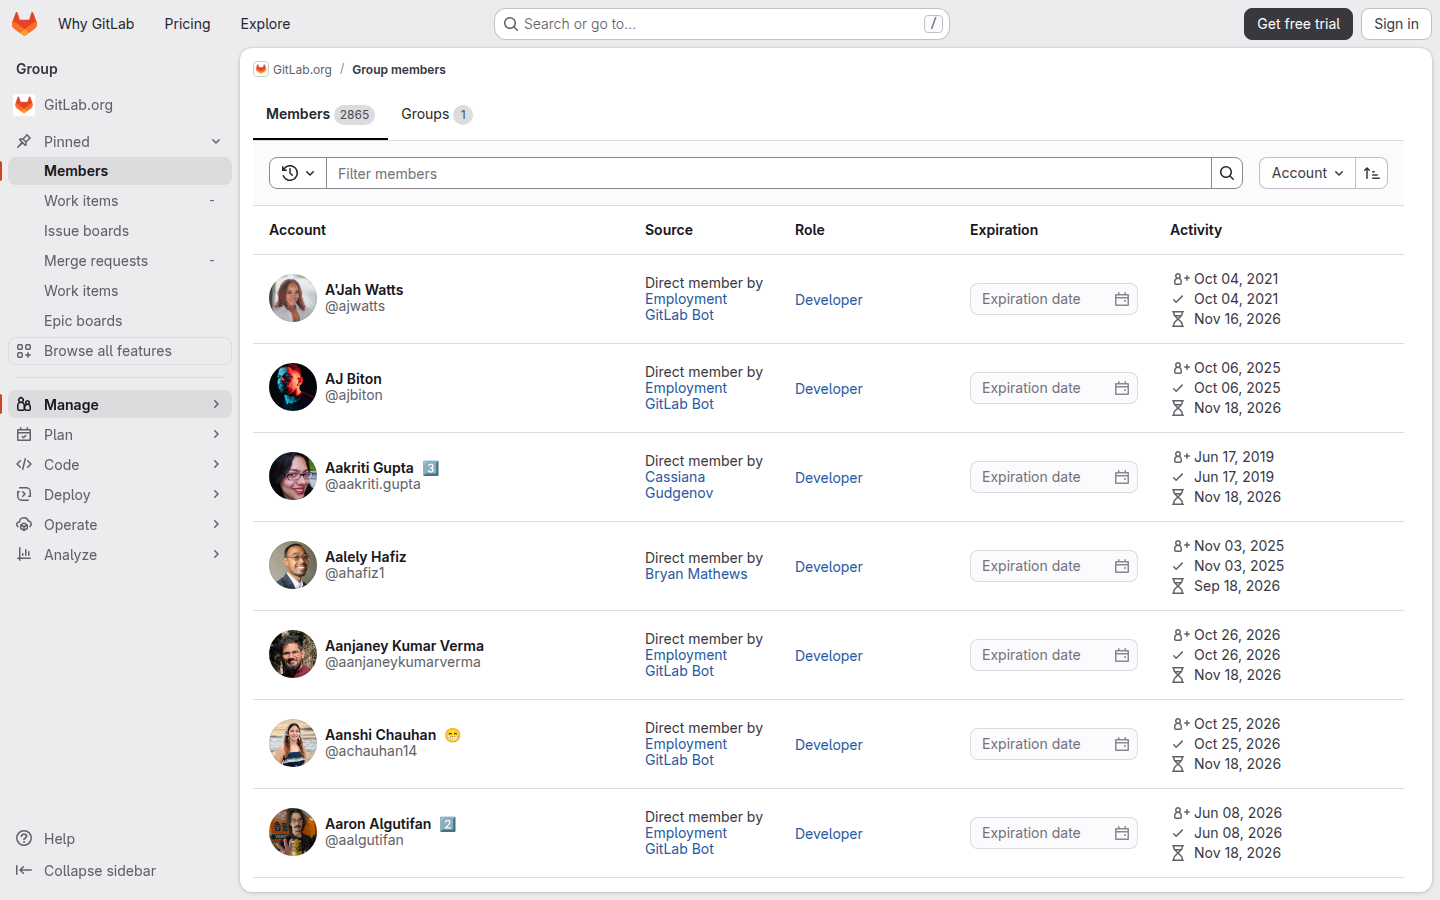 Why GitLab
Pricing
Explore
Search or go to...
/
Get free trial
Sign in
Group
GitLab.org
Pinned
Members
Work items -
Issue boards
Merge requests -
Work items
Epic boards
Browse all features
Manage
Plan
Code
Deploy
Operate
Analyze
Help
Collapse sidebar
GitLab.org / Group members
Members 2865
Groups 1
Filter members
Account
Account Source Role Expiration Activity
A'Jah Watts
@ajwatts
Direct member by
Employment
GitLab Bot
Developer
Expiration date
Oct 04, 2021
Oct 04, 2021
Nov 16, 2026
AJ Biton
@ajbiton
Direct member by
Employment
GitLab Bot
Developer
Expiration date
Oct 06, 2025
Oct 06, 2025
Nov 18, 2026
Aakriti Gupta 3
@aakriti.gupta
Direct member by
Cassiana
Gudgenov
Developer
Expiration date
Jun 17, 2019
Jun 17, 2019
Nov 18, 2026
Aalely Hafiz
@ahafiz1
Direct member by
Bryan Mathews
Developer
Expiration date
Nov 03, 2025
Nov 03, 2025
Sep 18, 2026
Aanjaney Kumar Verma
@aanjaneykumarverma
Direct member by
Employment
GitLab Bot
Developer
Expiration date
Oct 26, 2026
Oct 26, 2026
Nov 18, 2026
Aanshi Chauhan 😁
@achauhan14
Direct member by
Employment
GitLab Bot
Developer
Expiration date
Oct 25, 2026
Oct 25, 2026
Nov 18, 2026
Aaron Algutifan 2
@aalgutifan
Direct member by
Employment
GitLab Bot
Developer
Expiration date
Jun 08, 2026
Jun 08, 2026
Nov 18, 2026